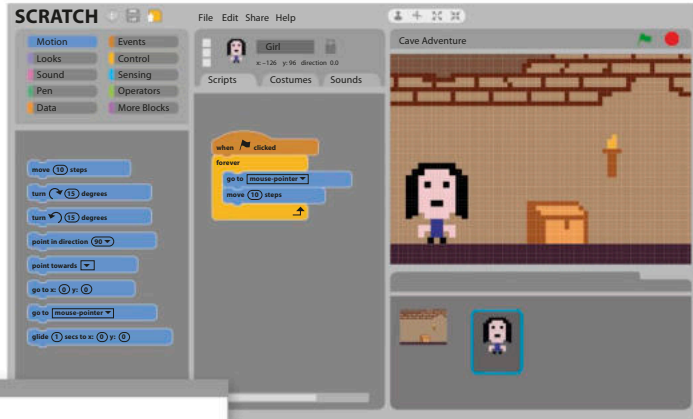 SCRATCH
File Edit Share Help
Motion
Events
Looks
Control
Sound
Sensing
Pen
Operators
Data
More Blocks
move 10 steps
turn 15 degrees
turn 15 degrees
point in direction 90
point towards
go to x: 0 y: 0
go to mouse-pointer
glide 1 secs to x: 0 y: 0
Girl
x: –126 y: 96 direction 0.0
Scripts Costumes Sounds
when clicked
forever
go to mouse-pointer
move 10 steps
Cave Adventure